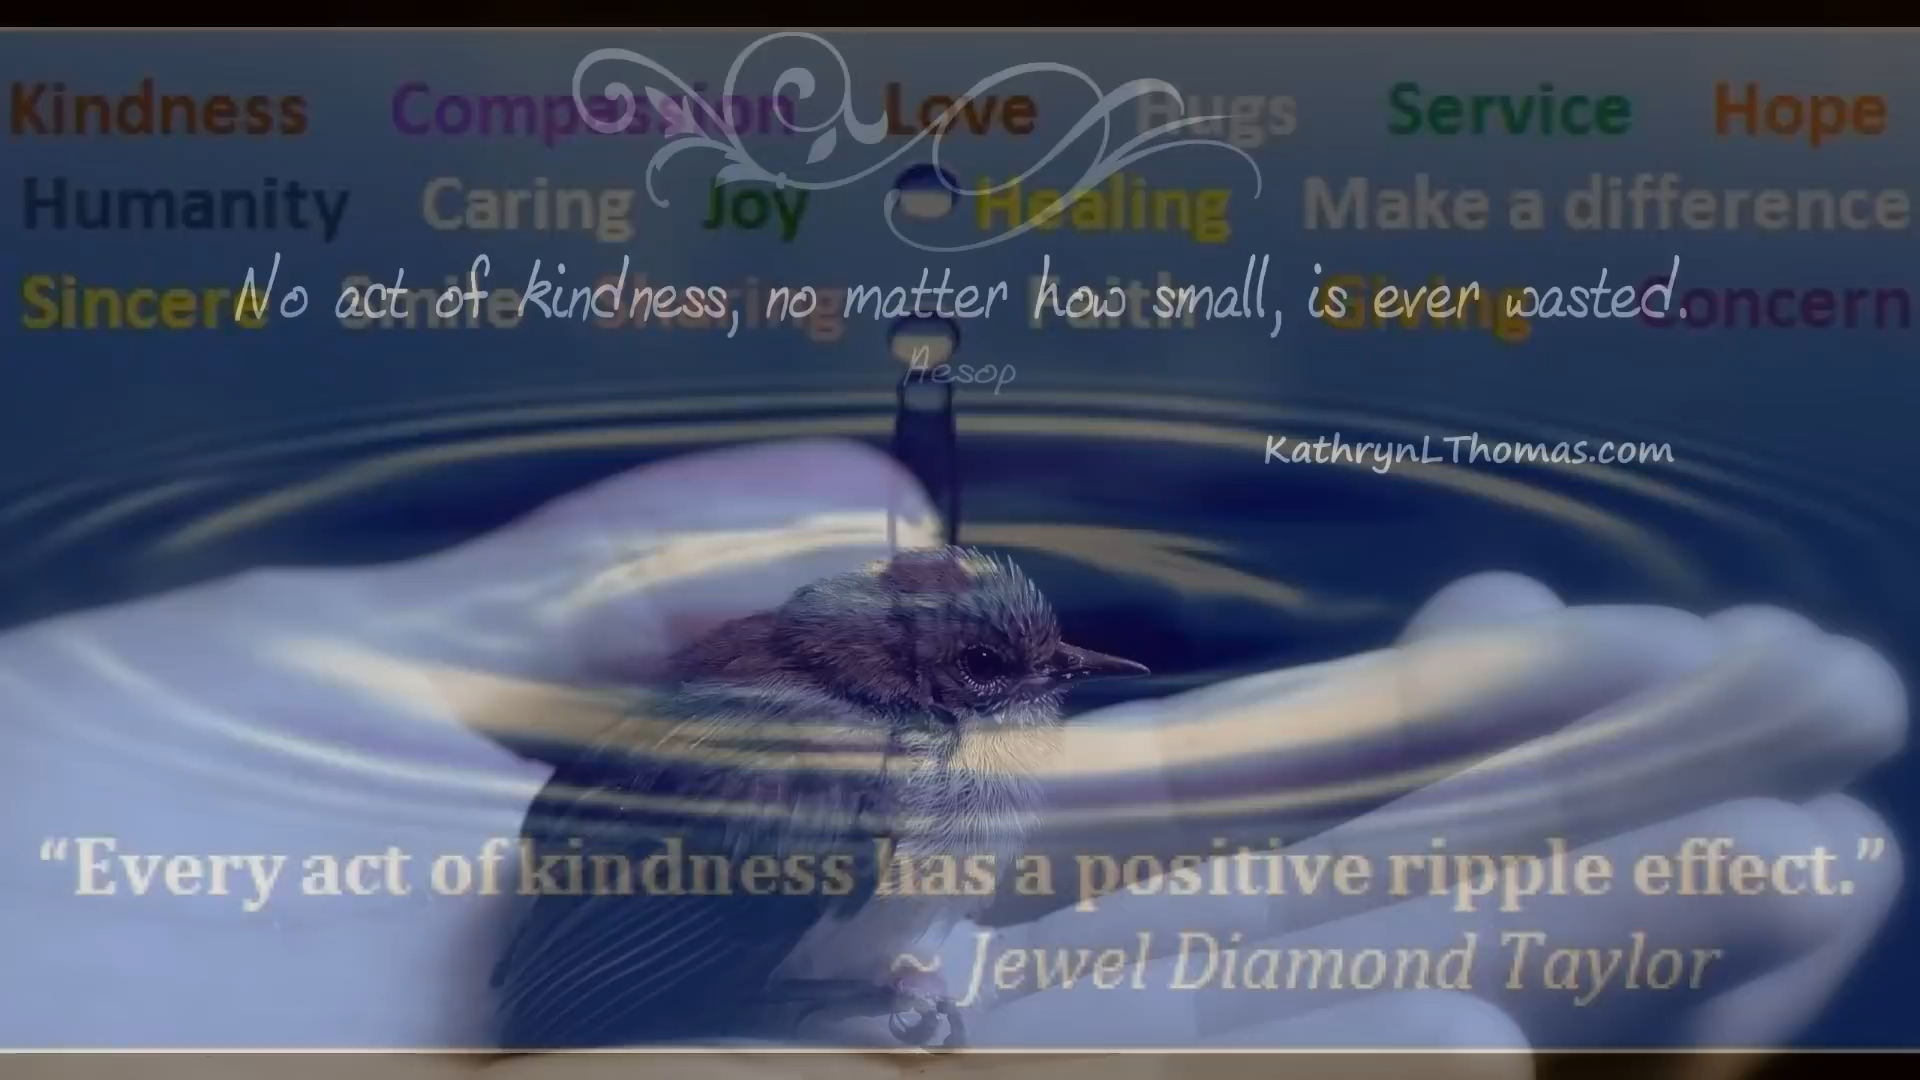 Kindness Compassion Love Hugs Service Hope
Humanity Caring Joy Healing Make a difference
Sincere Smile Sharing Faith Giving Concern
No act of kindness, no matter how small, is ever wasted.
Aesop
KathrynLThomas.com
“Every act of kindness has a positive ripple effect.”
~ Jewel Diamond Taylor